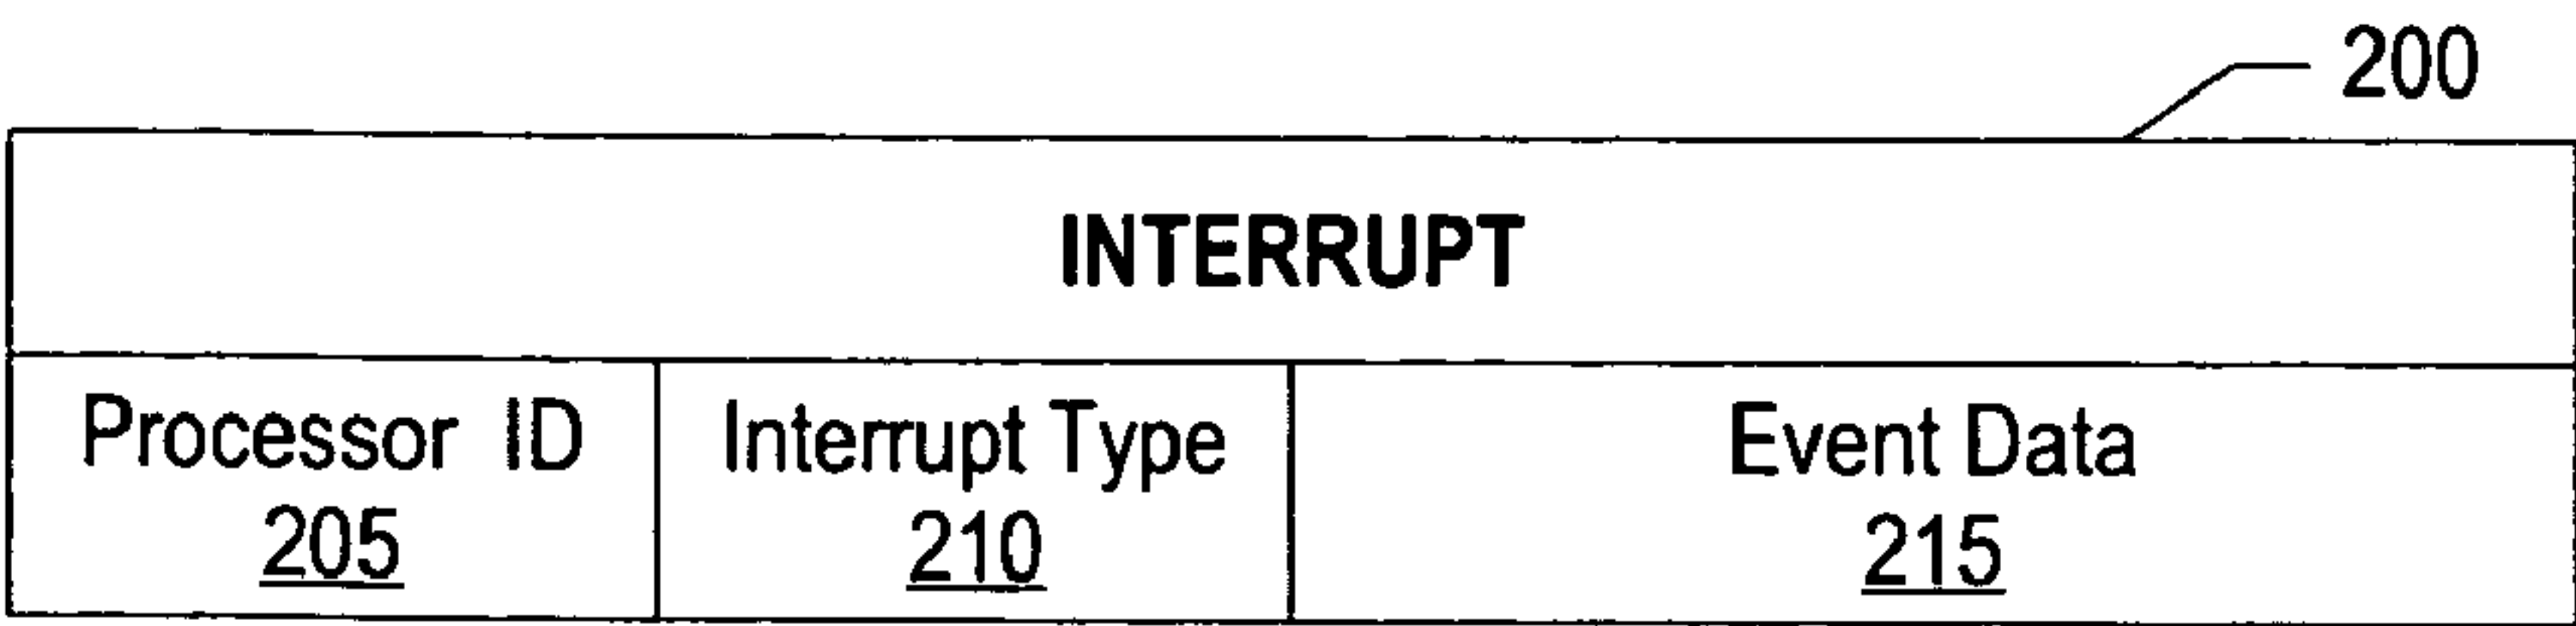 200
INTERRUPT
Processor ID
205
Interrupt Type
210
Event Data
215